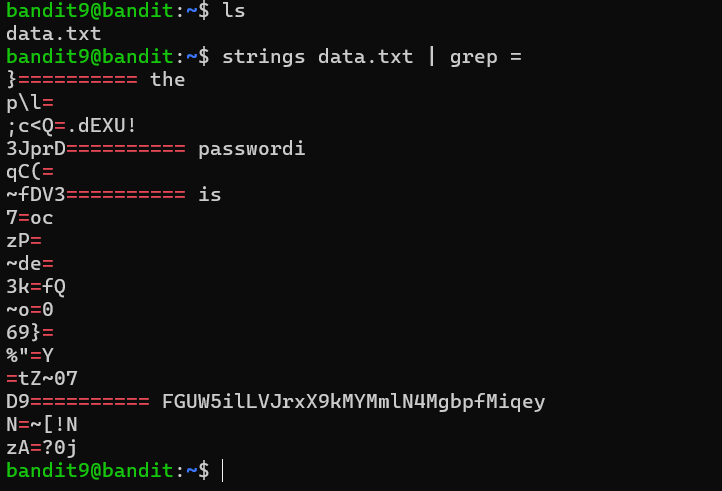 bandit9@bandit:~$ ls
data.txt
bandit9@bandit:~$ strings data.txt | grep =
}========== the
p\l=
;c<Q=.dEXU!
3JprD========== passwordi
qC(=
~fDV3========== is
7=oc
zP=
~de=
3k=fQ
~o=0
69}=
%"=Y
=tZ~07
D9========== FGUW5ilLVJrxX9kMYMmlN4MgbpfMiqey
N=~[!N
zA=?0j
bandit9@bandit:~$